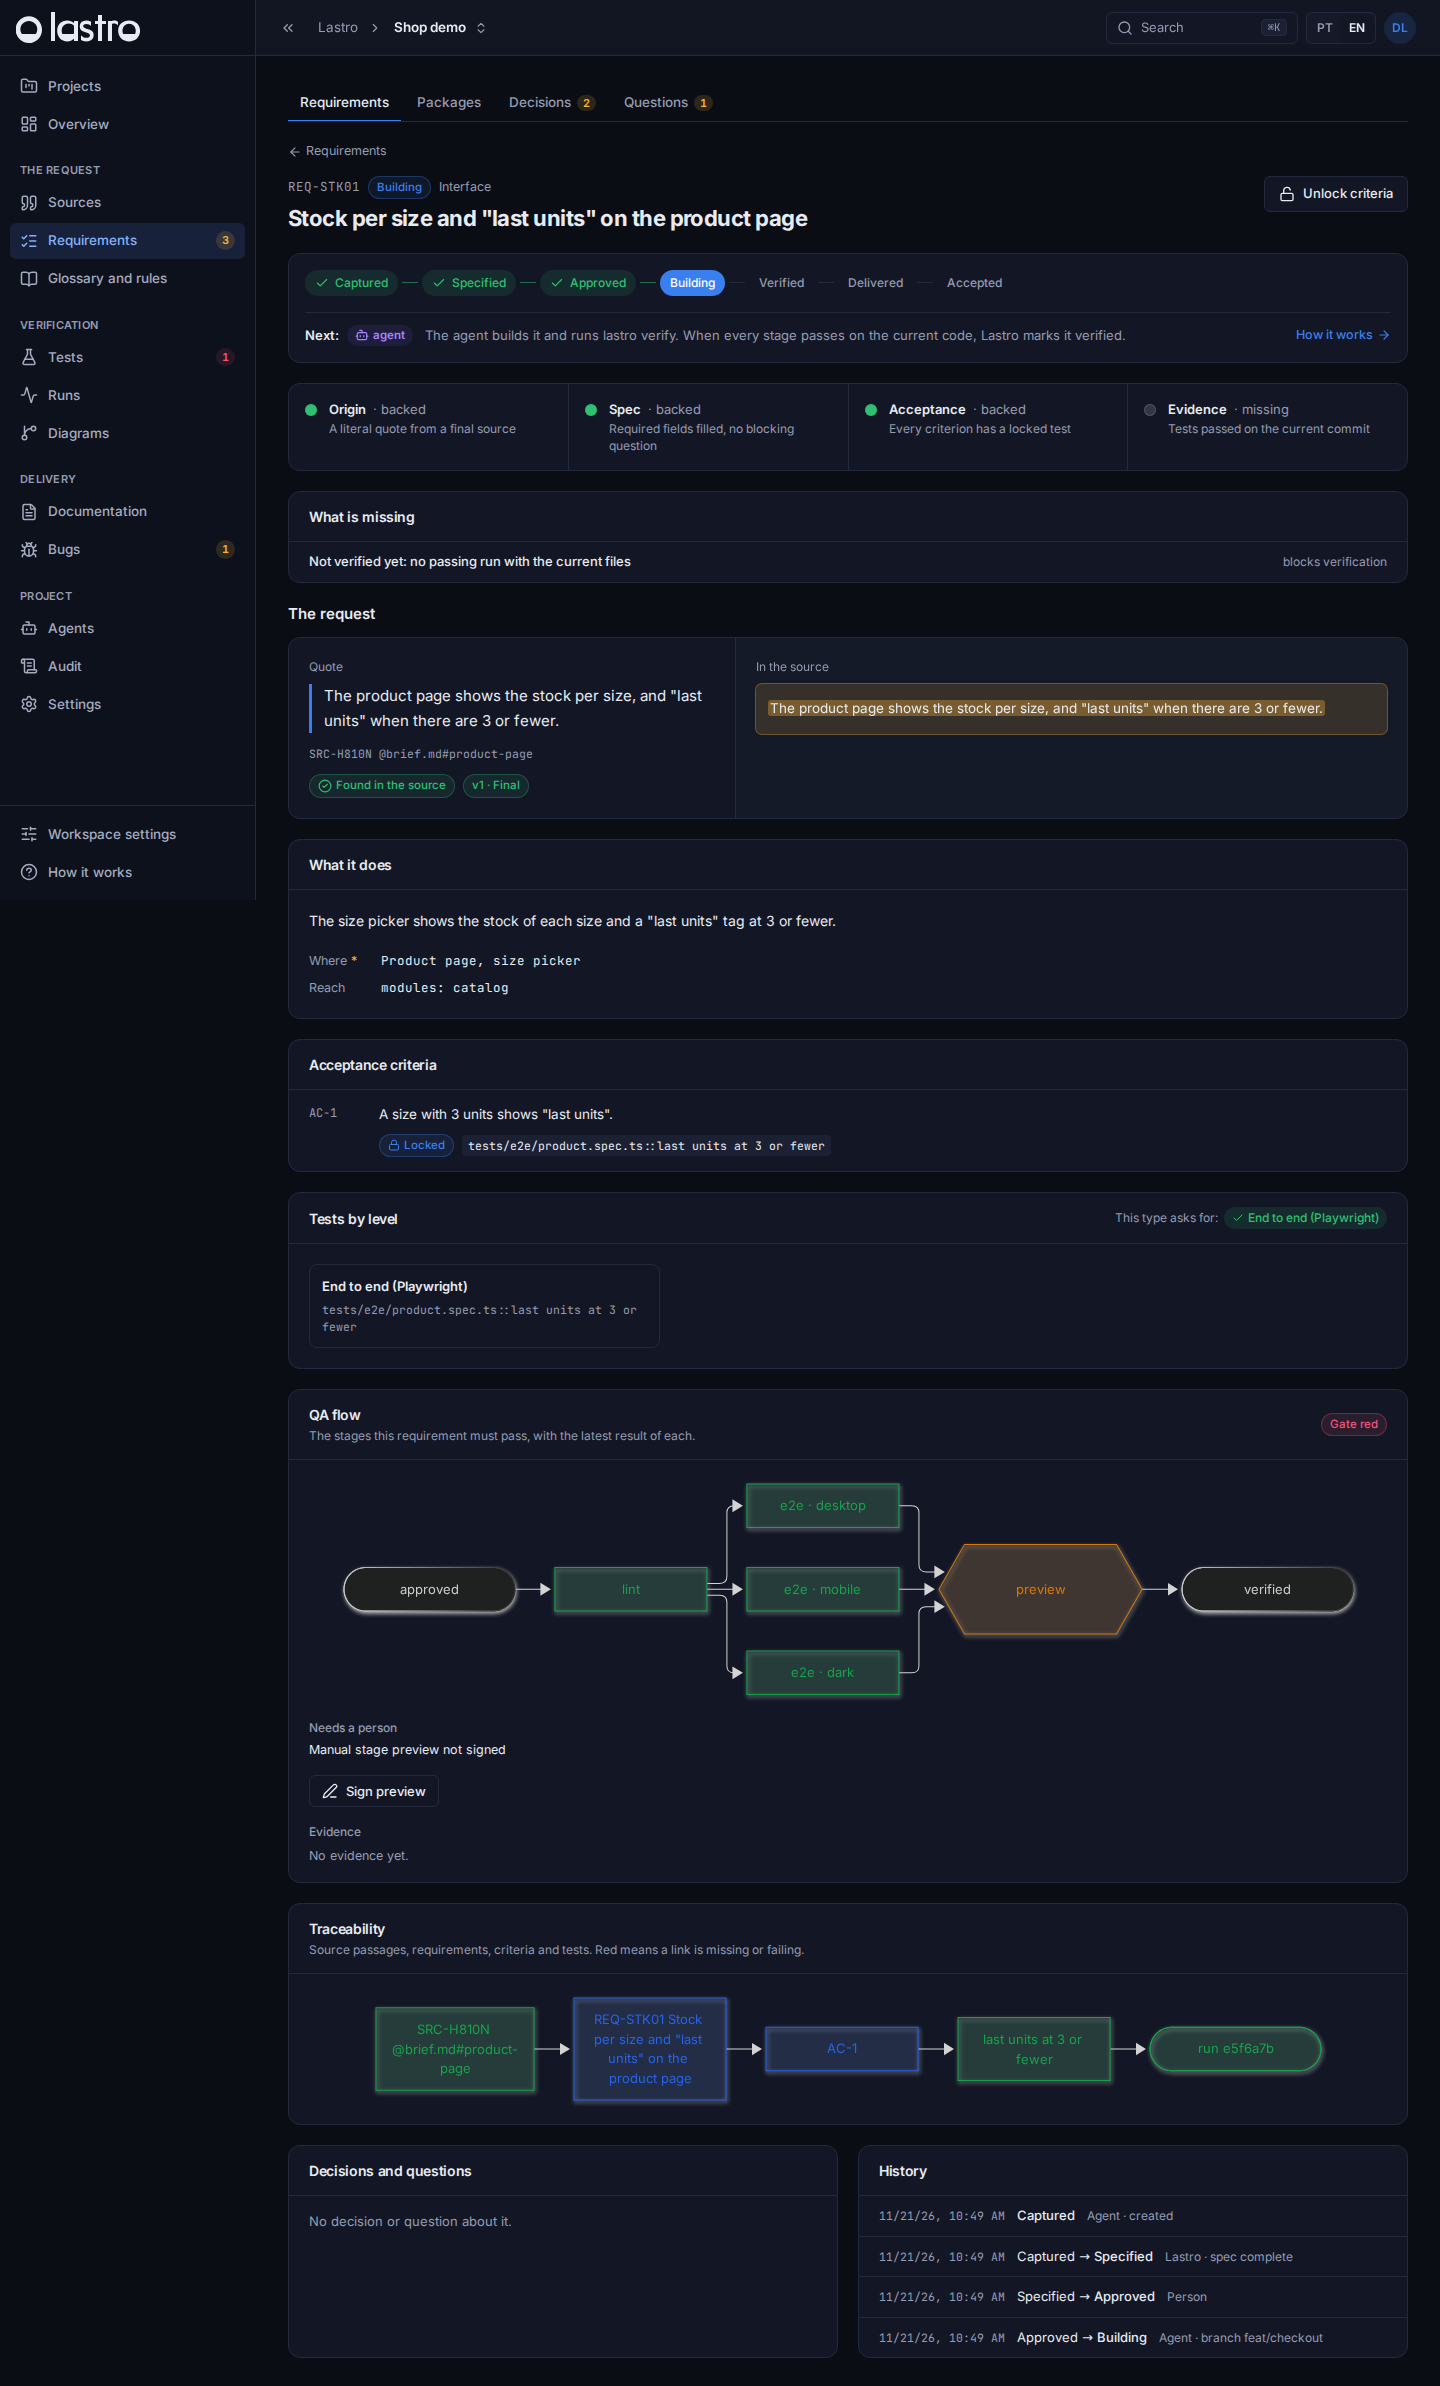 lastro
Projects
Overview
THE REQUEST
Sources
Requirements 3
Glossary and rules
VERIFICATION
Tests 1
Runs
Diagrams
DELIVERY
Documentation
Bugs 1
PROJECT
Agents
Audit
Settings
Workspace settings
How it works
Lastro Shop demo
Search ⌘K PT EN DL
Requirements Packages Decisions 2 Questions 1
← Requirements
REQ-STK01 Building Interface
Stock per size and "last units" on the product page
Unlock criteria
Captured Specified Approved Building Verified Delivered Accepted
Next: agent The agent builds it and runs lastro verify. When every stage passes on the current code, Lastro marks it verified. How it works →
Origin · backed
A literal quote from a final source
Spec · backed
Required fields filled, no blocking
question
Acceptance · backed
Every criterion has a locked test
Evidence · missing
Tests passed on the current commit
What is missing
Not verified yet: no passing run with the current files blocks verification
The request
Quote
The product page shows the stock per size, and "last
units" when there are 3 or fewer.
SRC-H810N @brief.md#product-page
Found in the source v1 · Final
In the source
The product page shows the stock per size, and "last units" when there are 3 or fewer.
What it does
The size picker shows the stock of each size and a "last units" tag at 3 or fewer.
Where * Product page, size picker
Reach modules: catalog
Acceptance criteria
AC-1 A size with 3 units shows "last units".
Locked tests/e2e/product.spec.ts::last units at 3 or fewer
Tests by level
This type asks for: End to end (Playwright)
End to end (Playwright)
tests/e2e/product.spec.ts::last units at 3 or
fewer
QA flow
The stages this requirement must pass, with the latest result of each.
Gate red
approved
lint
e2e · desktop
e2e · mobile
e2e · dark
preview
verified
Needs a person
Manual stage preview not signed
Sign preview
Evidence
No evidence yet.
Traceability
Source passages, requirements, criteria and tests. Red means a link is missing or failing.
SRC-H810N
@brief.md#product-
page
REQ-STK01 Stock
per size and "last
units" on the
product page
AC-1
last units at 3 or
fewer
run e5f6a7b
Decisions and questions
No decision or question about it.
History
11/21/26, 10:49 AM Captured Agent · created
11/21/26, 10:49 AM Captured → Specified Lastro · spec complete
11/21/26, 10:49 AM Specified → Approved Person
11/21/26, 10:49 AM Approved → Building Agent · branch feat/checkout